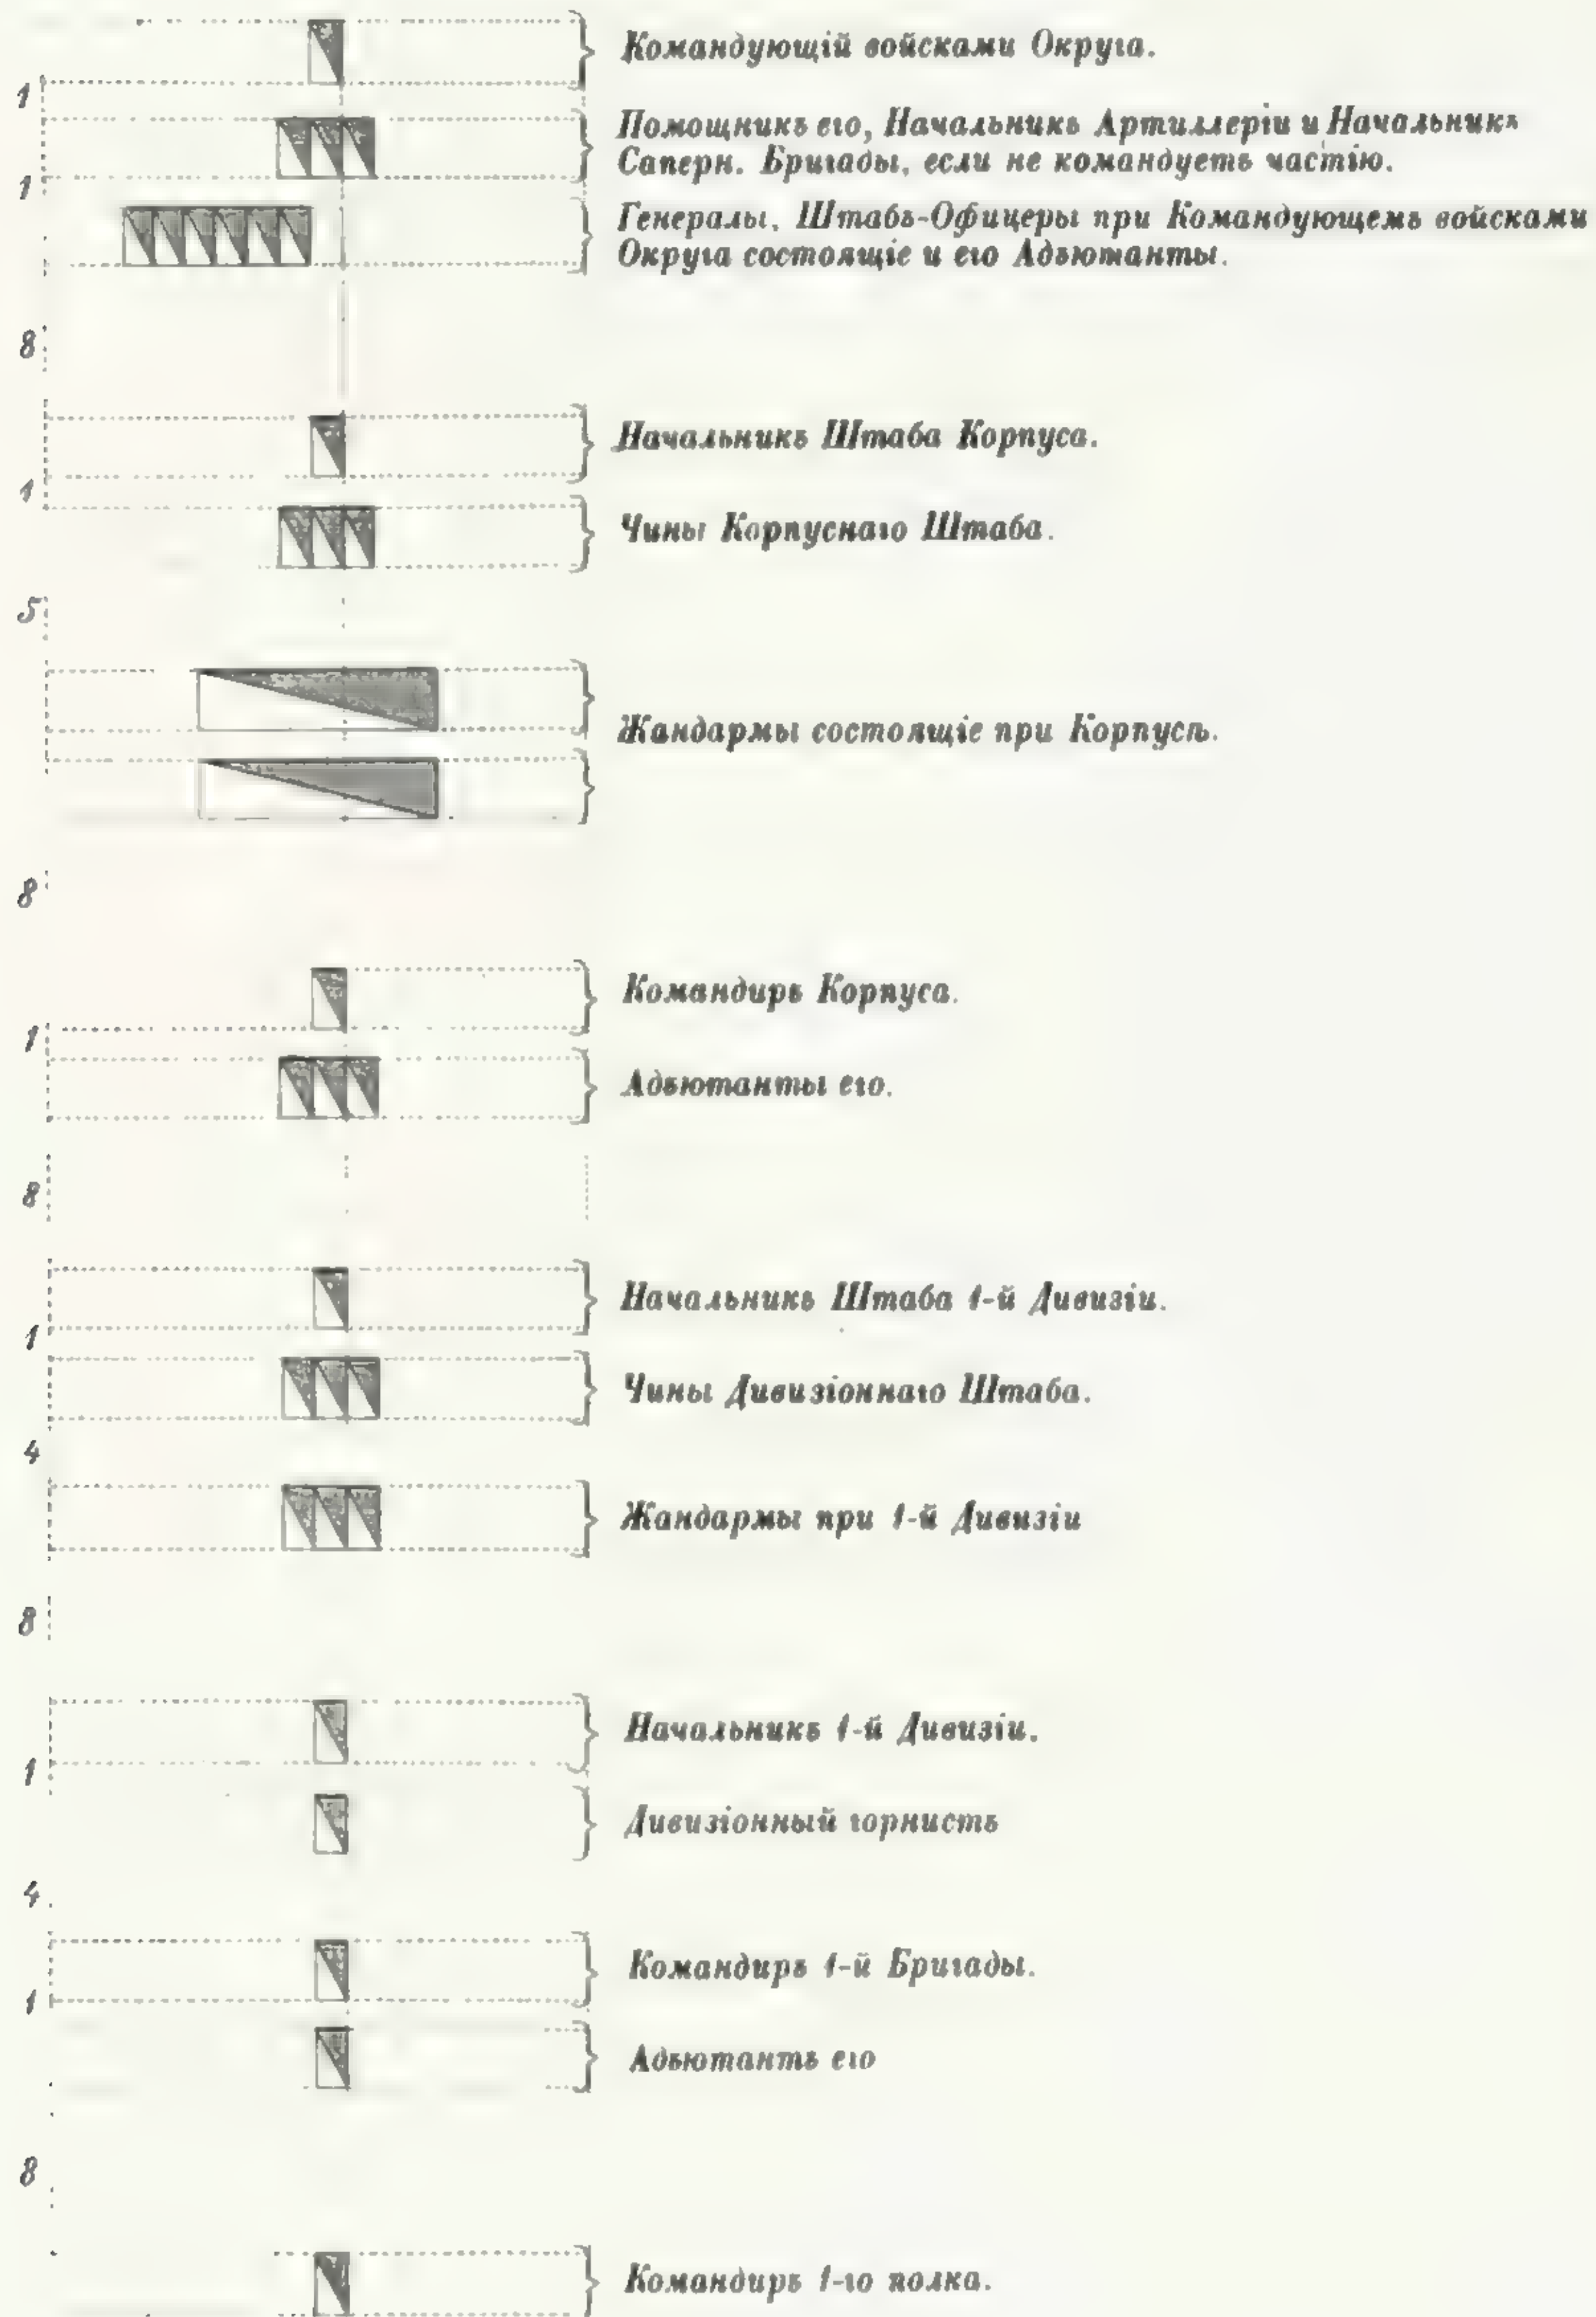 Командующій войсками Округа.
1
Помощникъ его, Начальникъ Артиллеріи и Начальникъ
Саперн. Бригады, если не командуетъ частію.
1
Генералы, Штабъ-Офицеры при Командующемъ войсками
Округа состоящіе и его Адъютанты.
8
Начальникъ Штаба Корпуса.
1
Чины Корпуснаго Штаба.
5
Жандармы состоящіе при Корпусѣ.
8
Командиръ Корпуса.
1
Адъютанты его.
8
Начальникъ Штаба 1-й Дивизіи.
1
Чины Дивизіоннаго Штаба.
4
Жандармы при 1-й Дивизіи
8
Начальникъ 1-й Дивизіи.
1
Дивизіонный горнистъ
4
Командиръ 1-й Бригады.
1
Адъютантъ его
8
Командиръ 1-го полка.